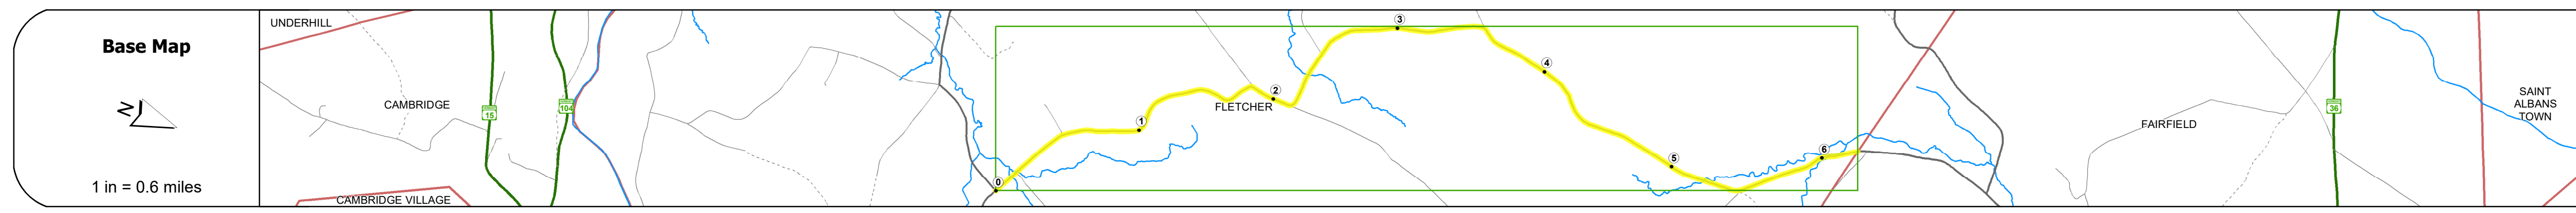 Base Map
N
1 in = 0.6 miles
UNDERHILL
CAMBRIDGE
CAMBRIDGE VILLAGE
15
104
FLETCHER
0
1
2
3
4
5
6
FAIRFIELD
36
SAINT
ALBANS
TOWN